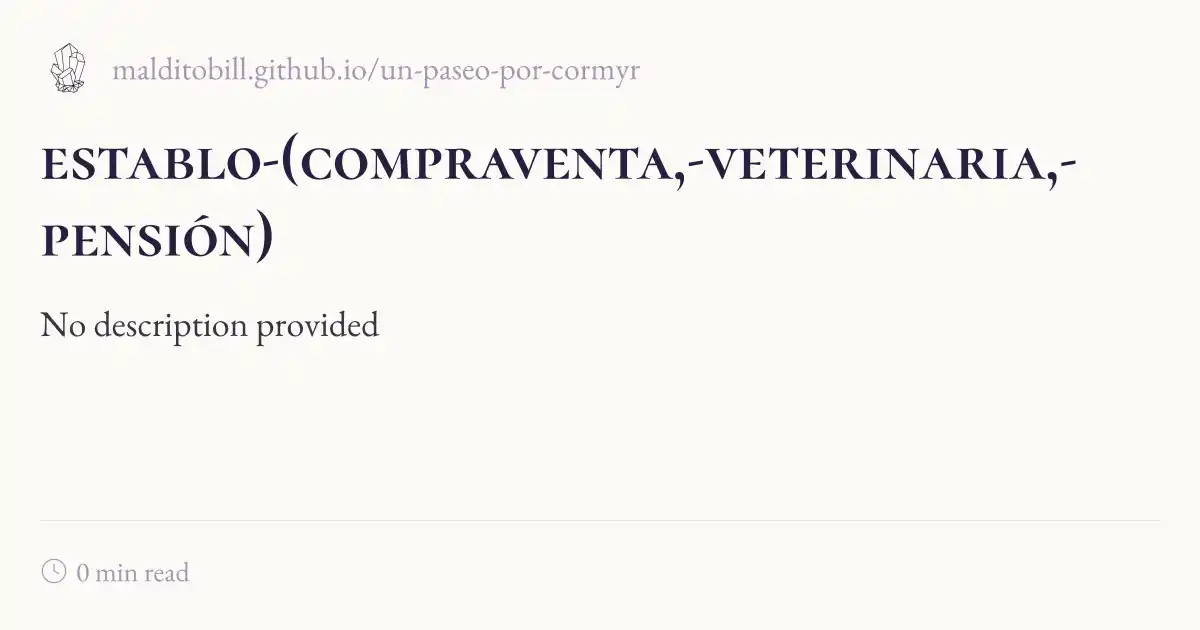 malditobill.github.io/un-paseo-por-cormyr
ESTABLO-(COMPRAVENTA,-VETERINARIA,-
PENSIÓN)
No description provided
0 min read